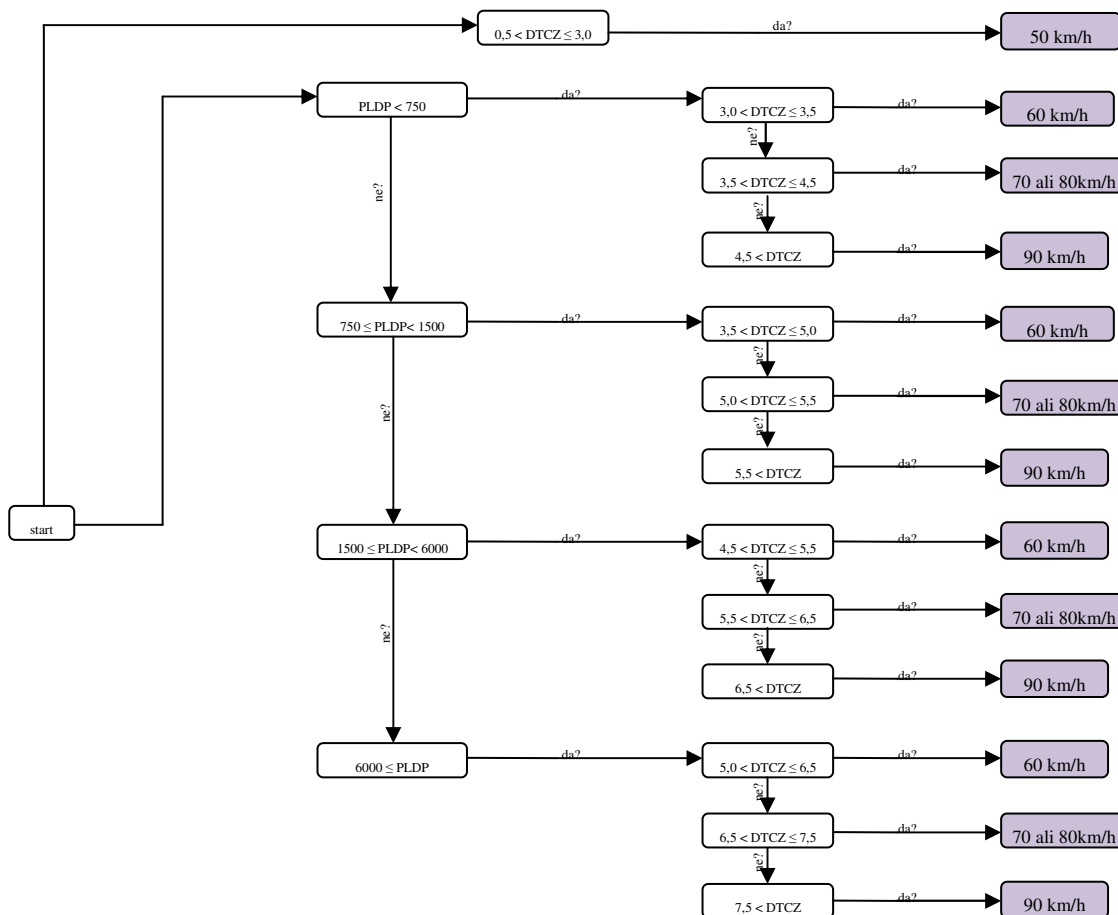 0,5 < DTCZ ≤ 3,0
da?
50 km/h
PLDP < 750
da?
3,0 < DTCZ ≤ 3,5
da?
60 km/h
ne?
3,5 < DTCZ ≤ 4,5
da?
70 ali 80km/h
ne?
ne?
4,5 < DTCZ
da?
90 km/h
750 ≤ PLDP< 1500
da?
3,5 < DTCZ ≤ 5,0
da?
60 km/h
ne?
5,0 < DTCZ ≤ 5,5
da?
70 ali 80km/h
ne?
ne?
5,5 < DTCZ
da?
90 km/h
start
1500 ≤ PLDP< 6000
da?
4,5 < DTCZ ≤ 5,5
da?
60 km/h
ne?
5,5 < DTCZ ≤ 6,5
da?
70 ali 80km/h
ne?
ne?
6,5 < DTCZ
da?
90 km/h
6000 ≤ PLDP
da?
5,0 < DTCZ ≤ 6,5
da?
60 km/h
ne?
6,5 < DTCZ ≤ 7,5
da?
70 ali 80km/h
ne?
7,5 < DTCZ
da?
90 km/h